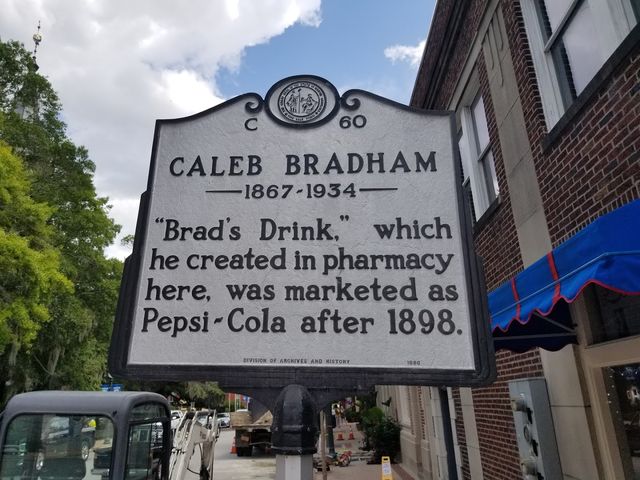 C 60
CALEB BRADHAM
1867-1934
"Brad's Drink," which
he created in pharmacy
here, was marketed as
Pepsi-Cola after 1898.
DIVISION OF ARCHIVES AND HISTORY